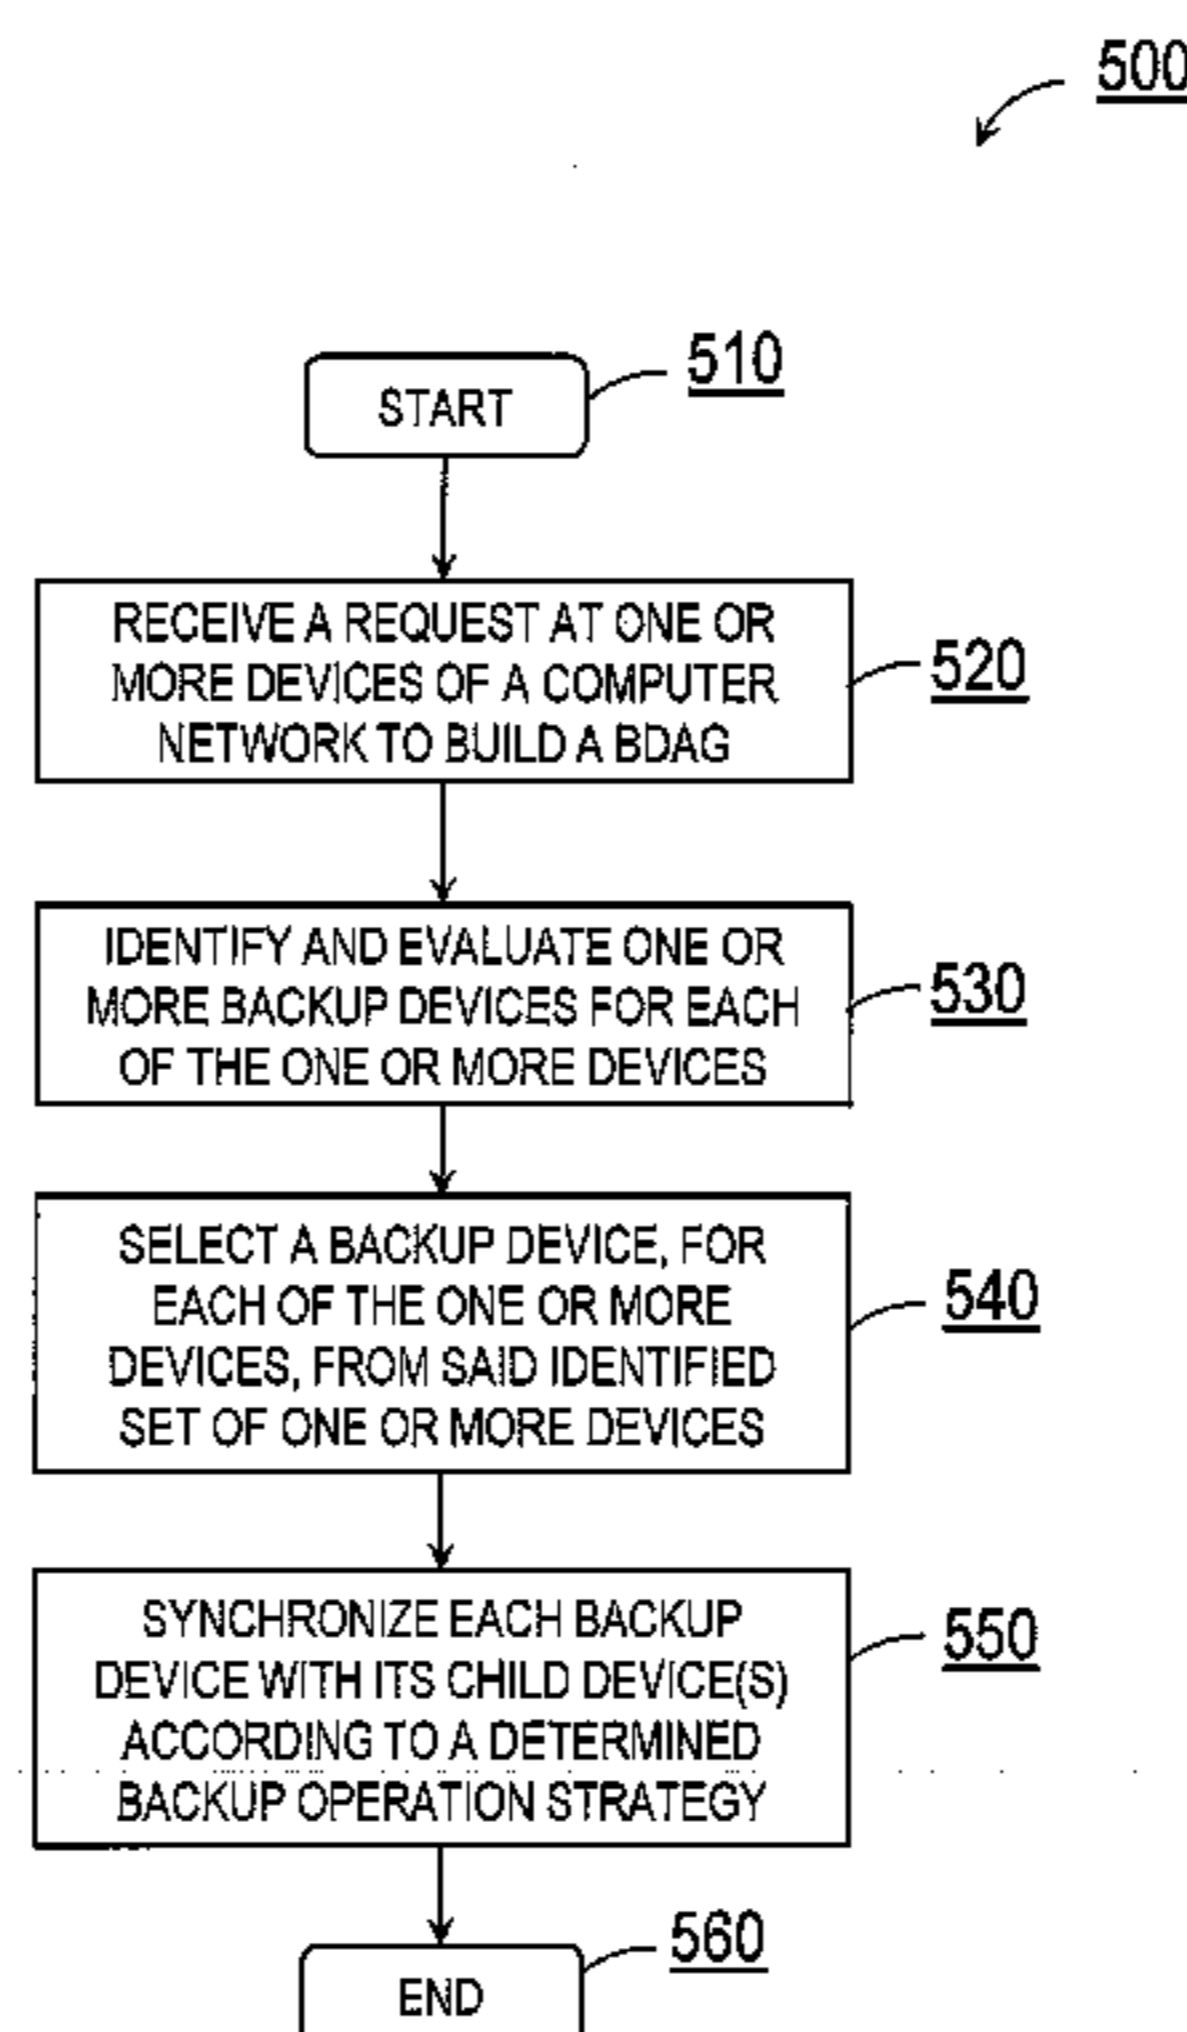 500
START
510
RECEIVE A REQUEST AT ONE OR
MORE DEVICES OF A COMPUTER
NETWORK TO BUILD A BDAG
520
IDENTIFY AND EVALUATE ONE OR
MORE BACKUP DEVICES FOR EACH
OF THE ONE OR MORE DEVICES
530
SELECT A BACKUP DEVICE, FOR
EACH OF THE ONE OR MORE
DEVICES, FROM SAID IDENTIFIED
SET OF ONE OR MORE DEVICES
540
SYNCHRONIZE EACH BACKUP
DEVICE WITH ITS CHILD DEVICE(S)
ACCORDING TO A DETERMINED
BACKUP OPERATION STRATEGY
550
END
560